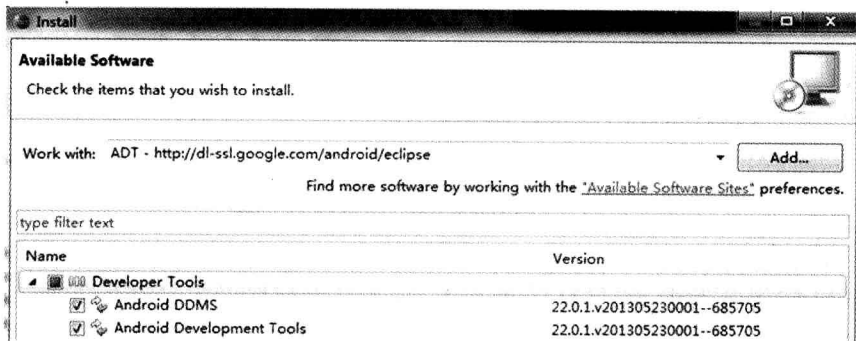 Install
Available Software
Check the items that you wish to install.
Work with: ADT - http://dl-ssl.google.com/android/eclipse Add...
Find more software by working with the "Available Software Sites" preferences.
type filter text
Name Version
Developer Tools
Android DDMS 22.0.1.v201305230001--685705
Android Development Tools 22.0.1.v201305230001--685705